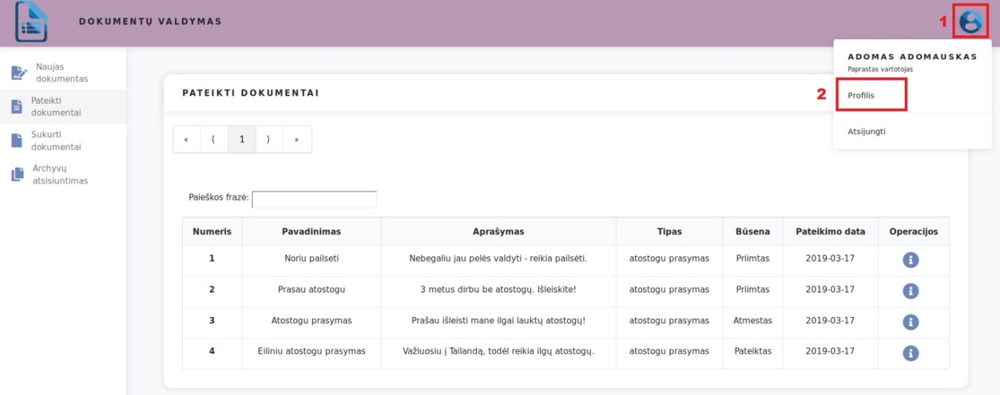 DOKUMENTŲ VALDYMAS
1
ADOMAS ADOMAUSKAS
Paprastas vartotojas
2 Profilis
Atsijungti
Naujas
dokumentas
Pateikti
dokumentai
Sukurti
dokumentai
Archyvų
atsisiuntimas
PATEIKTI DOKUMENTAI
« ⟨ 1 ⟩ »
Paieškos frazė:
Numeris Pavadinimas Aprašymas Tipas Būsena Pateikimo data Operacijos
1 Noriu pailseti Nebegaliu jau pelės valdyti - reikia pailsėti. atostogu prasymas Priimtas 2019-03-17
2 Prasau atostogu 3 metus dirbu be atostogų. Išleiskite! atostogu prasymas Priimtas 2019-03-17
3 Atostogu prasymas Prašau išleisti mane ilgai lauktų atostogų! atostogu prasymas Atmestas 2019-03-17
4 Eiliniu atostogu prasymas Važiuosiu į Tailandą, todėl reikia ilgų atostogų. atostogu prasymas Pateiktas 2019-03-17